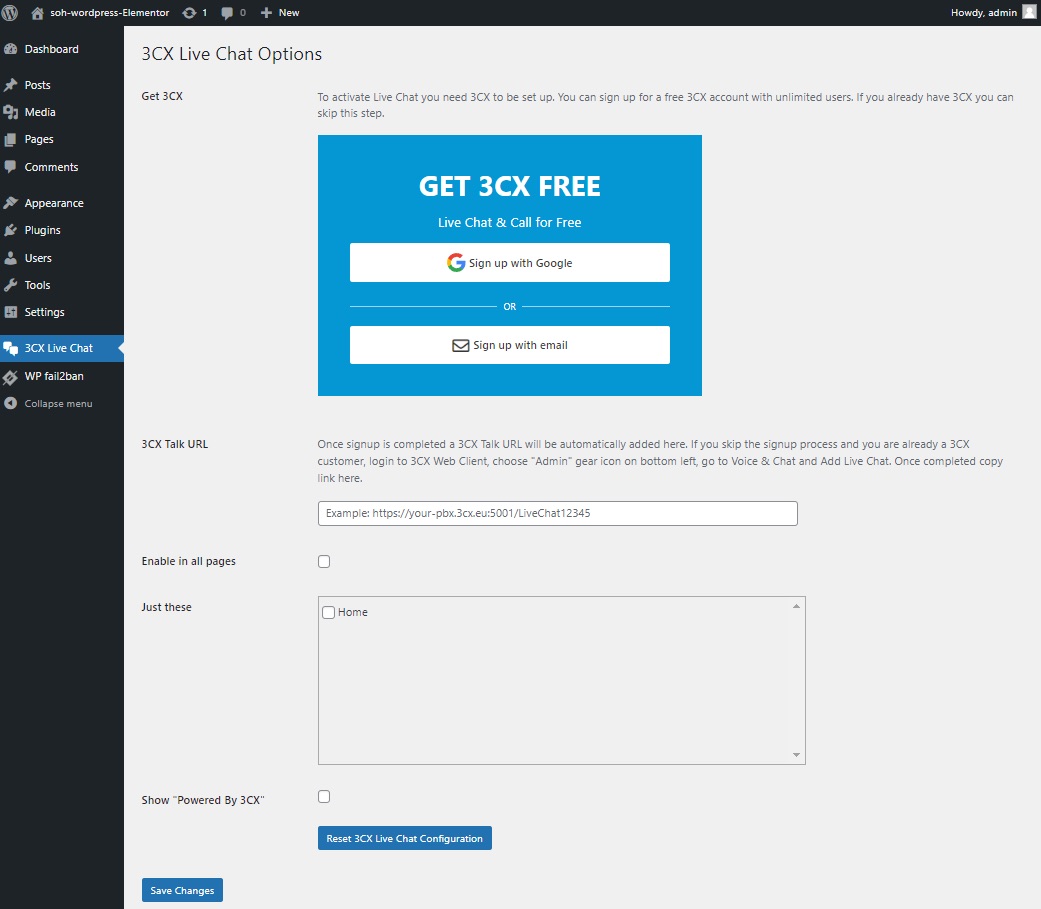 soh-wordpress-Elementor 1 0 New Howdy, admin
Dashboard
Posts
Media
Pages
Comments
Appearance
Plugins
Users
Tools
Settings
3CX Live Chat
WP fail2ban
Collapse menu
3CX Live Chat Options
Get 3CX
To activate Live Chat you need 3CX to be set up. You can sign up for a free 3CX account with unlimited users. If you already have 3CX you can
skip this step.
GET 3CX FREE
Live Chat & Call for Free
Sign up with Google
OR
Sign up with email
3CX Talk URL
Once signup is completed a 3CX Talk URL will be automatically added here. If you skip the signup process and you are already a 3CX
customer, login to 3CX Web Client, choose "Admin" gear icon on bottom left, go to Voice & Chat and Add Live Chat. Once completed copy
link here.
Example: https://your-pbx.3cx.eu:5001/LiveChat12345
Enable in all pages
Just these
Home
Show "Powered By 3CX"
Reset 3CX Live Chat Configuration
Save Changes